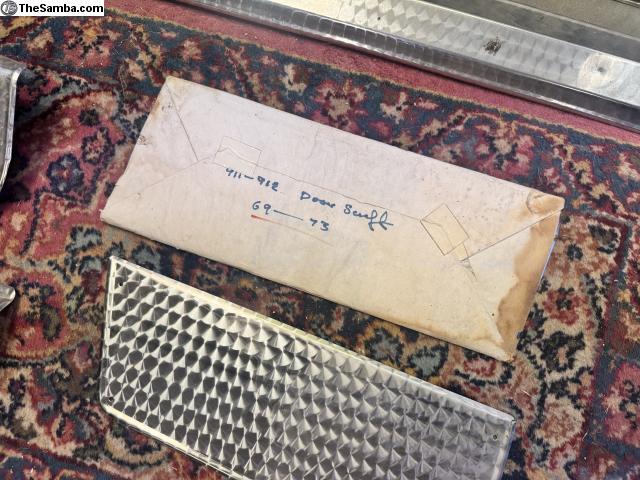 TheSamba.com
911-912 Door Scuff
69 — 73